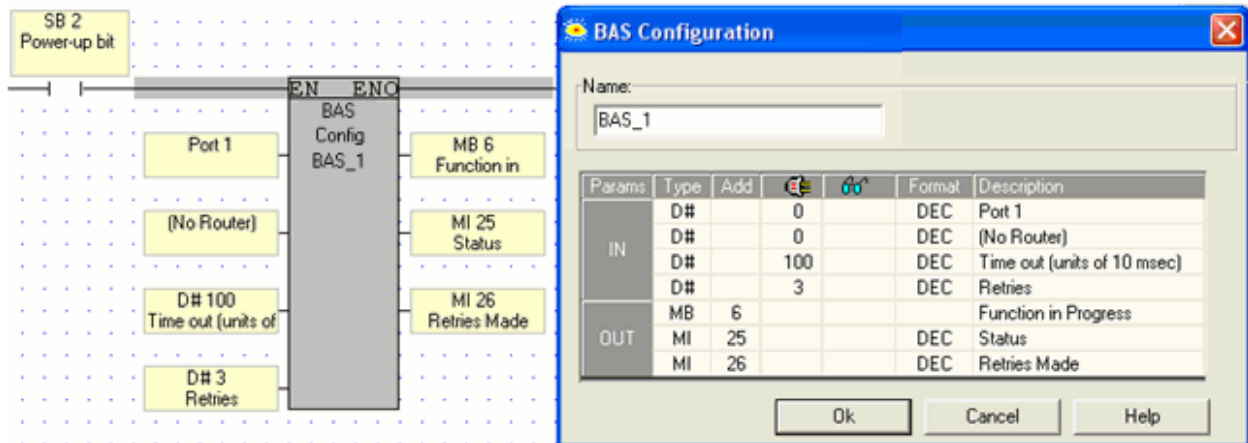 SB 2
Power-up bit
EN ENO
BAS
Config
BAS_1
Port 1
MB 6
Function in
(No Router)
MI 25
Status
D# 100
Time out (units of
MI 26
Retries Made
D# 3
Retries
BAS Configuration
Name:
BAS_1
Params Type Add Format Description
IN
D# 0 DEC Port 1
D# 0 DEC (No Router)
D# 100 DEC Time out (units of 10 msec)
D# 3 DEC Retries
OUT
MB 6 Function in Progress
MI 25 DEC Status
MI 26 DEC Retries Made
Ok Cancel Help